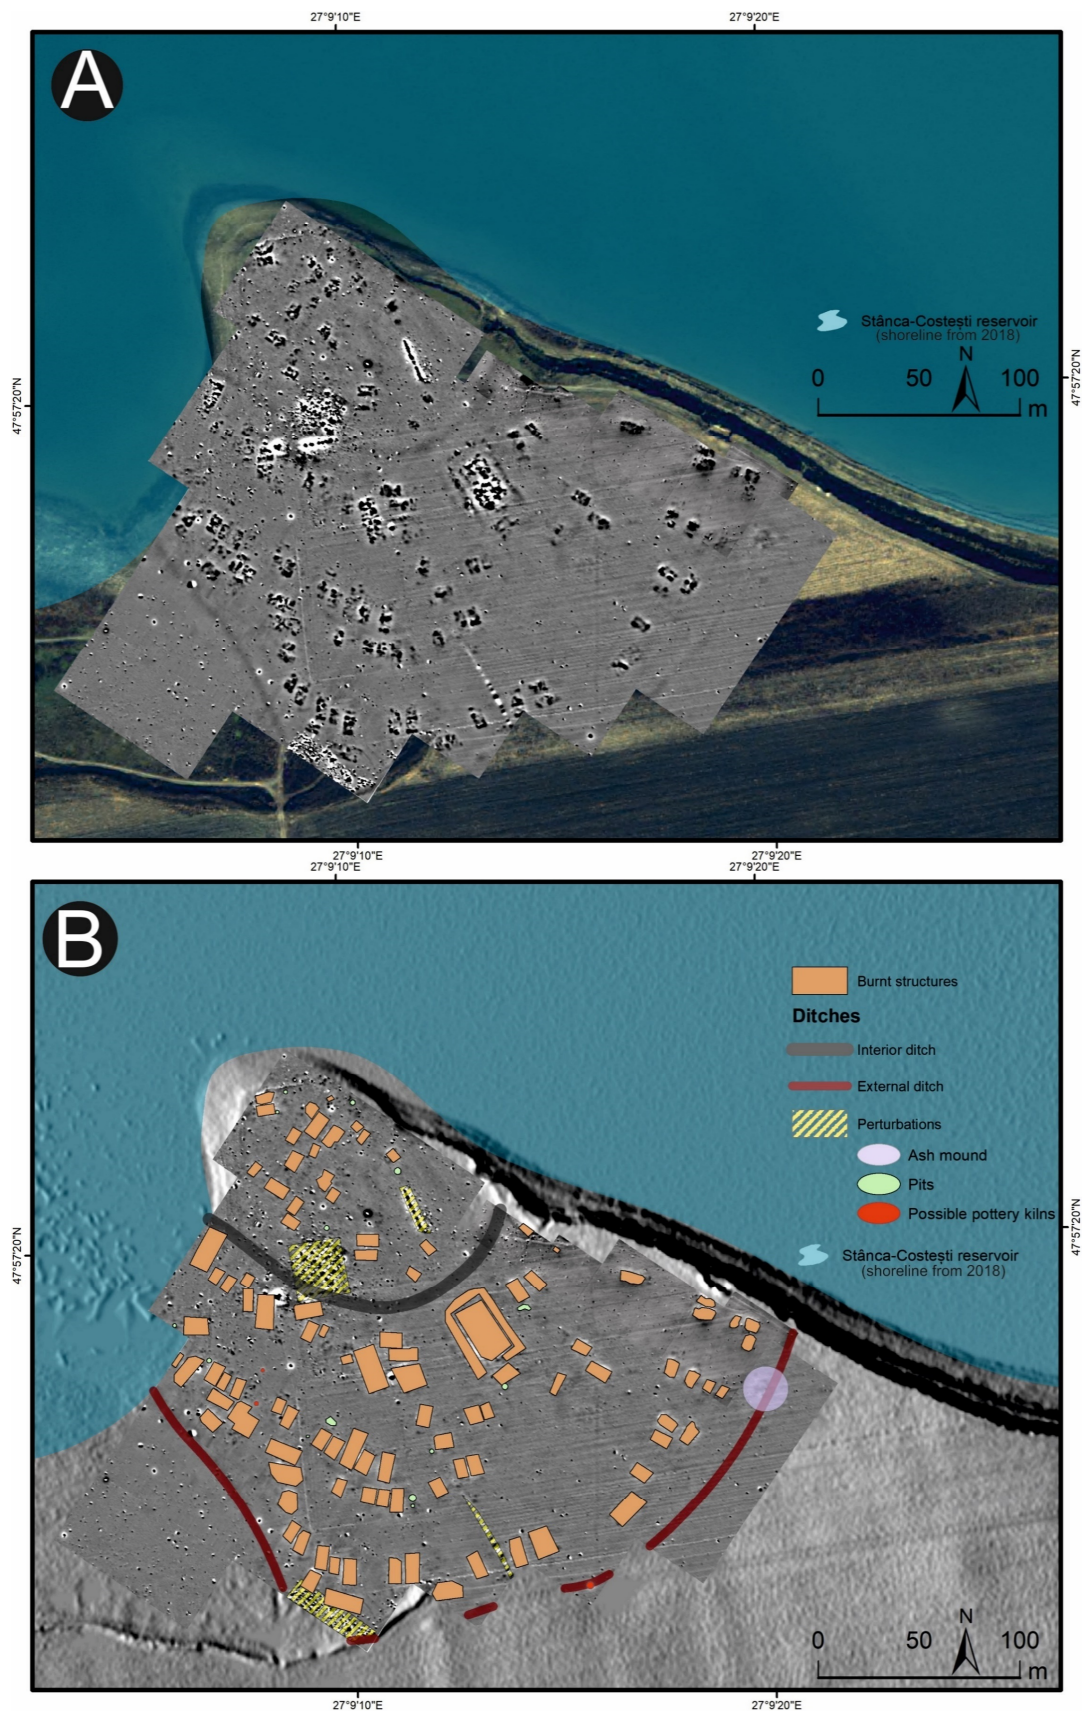 27°9'10"E 27°9'20"E
A
Stânca-Costești reservoir
(shoreline from 2018)
N
0 50 100
m
47°57'20"N
47°57'20"N
27°9'10"E 27°9'20"E
27°9'10"E 27°9'20"E
B
Burnt structures
Ditches
Interior ditch
External ditch
Perturbations
Ash mound
Pits
Possible pottery kilns
Stânca-Costești reservoir
(shoreline from 2018)
47°57'20"N
47°57'20"N
N
0 50 100
m
27°9'10"E 27°9'20"E